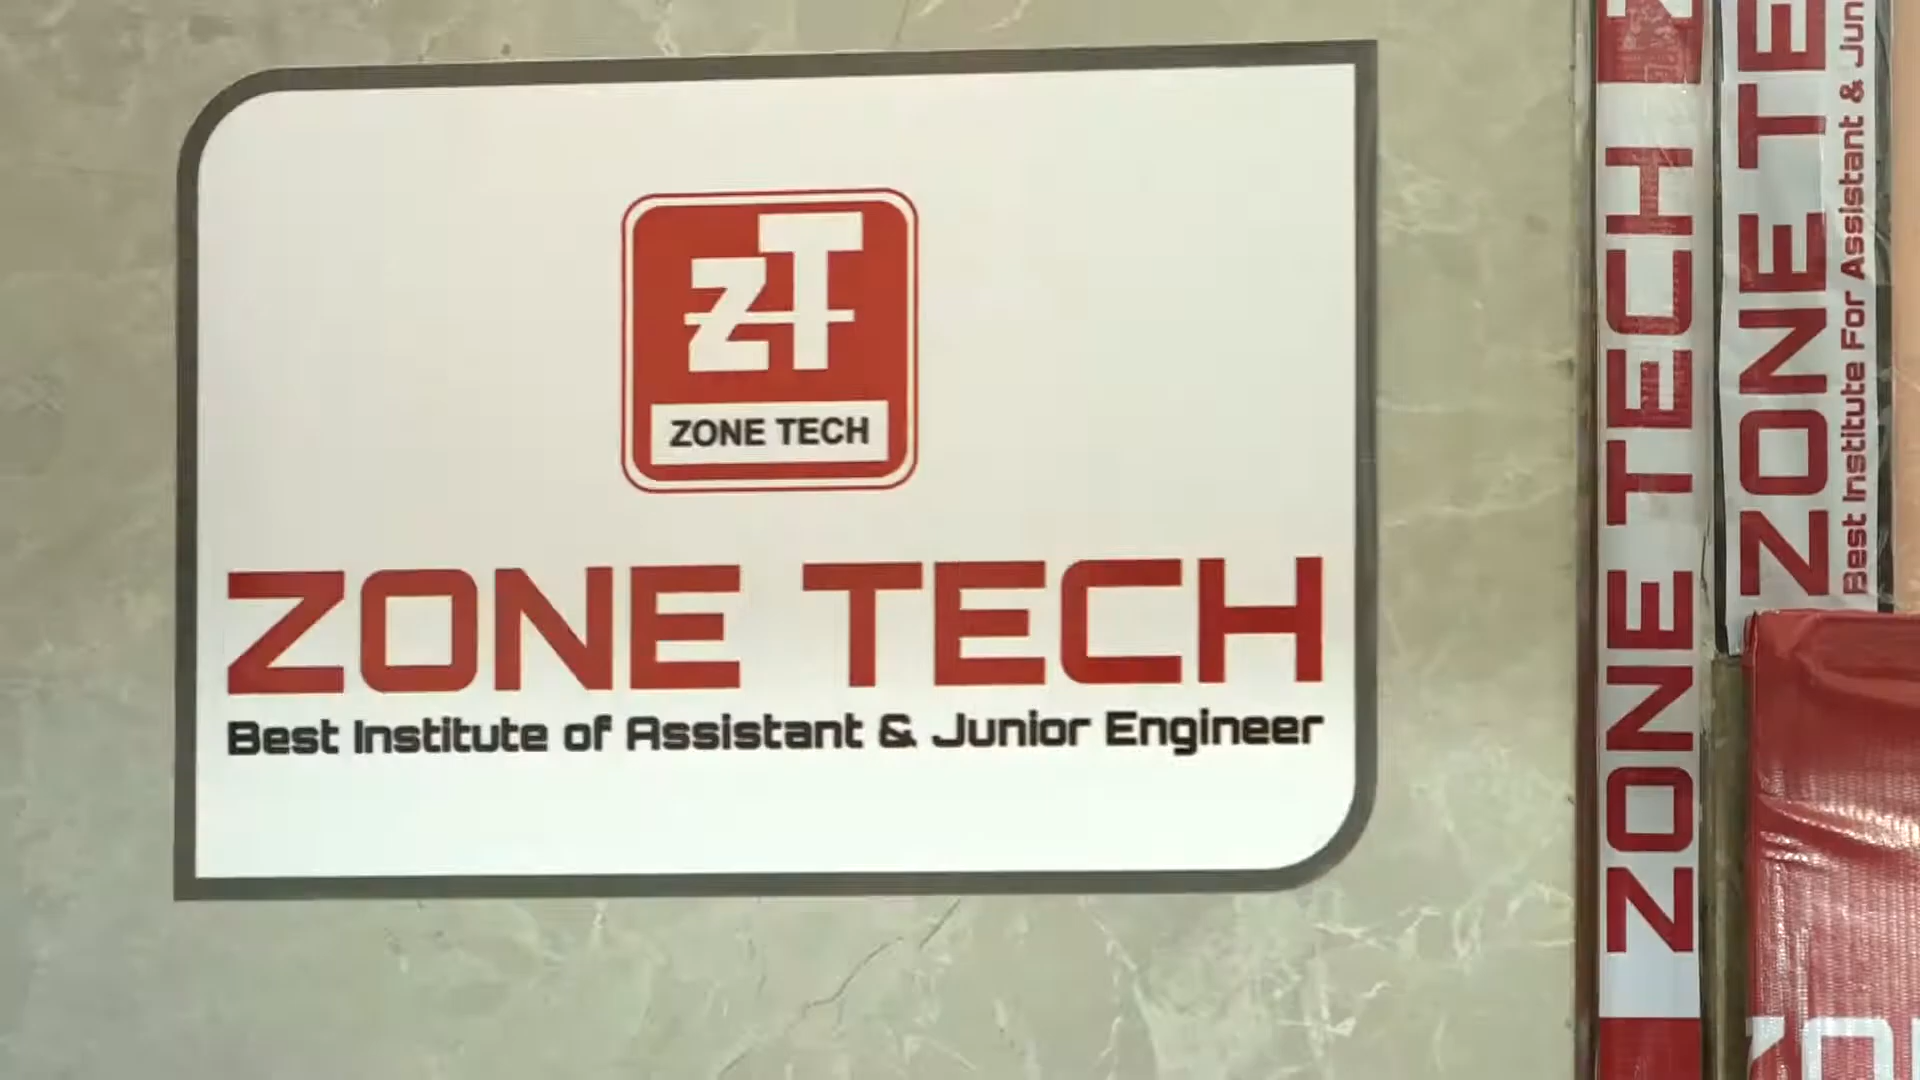 ZT
ZONE TECH
ZONE TECH
Best Institute of Assistant & Junior Engineer
ZONE TECH
ZONE TE
Best Institute For Assistant & Jun